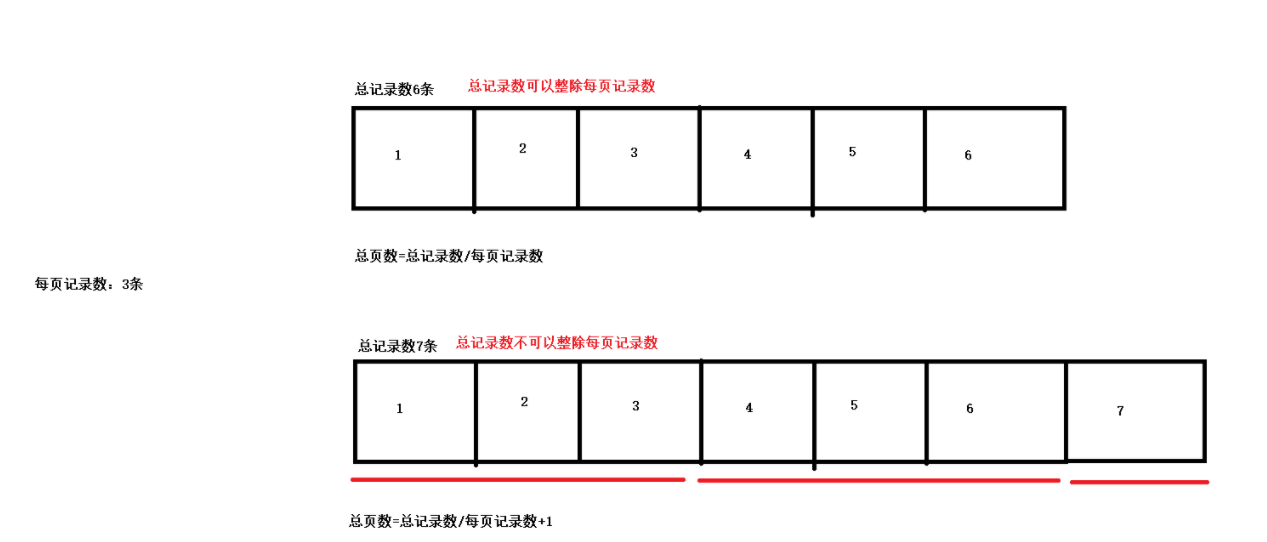 总记录数6条 总记录数可以整除每页记录数
1 2 3 4 5 6
总页数=总记录数/每页记录数
每页记录数：3条
总记录数7条 总记录数不可以整除每页记录数
1 2 3 4 5 6 7
总页数=总记录数/每页记录数+1